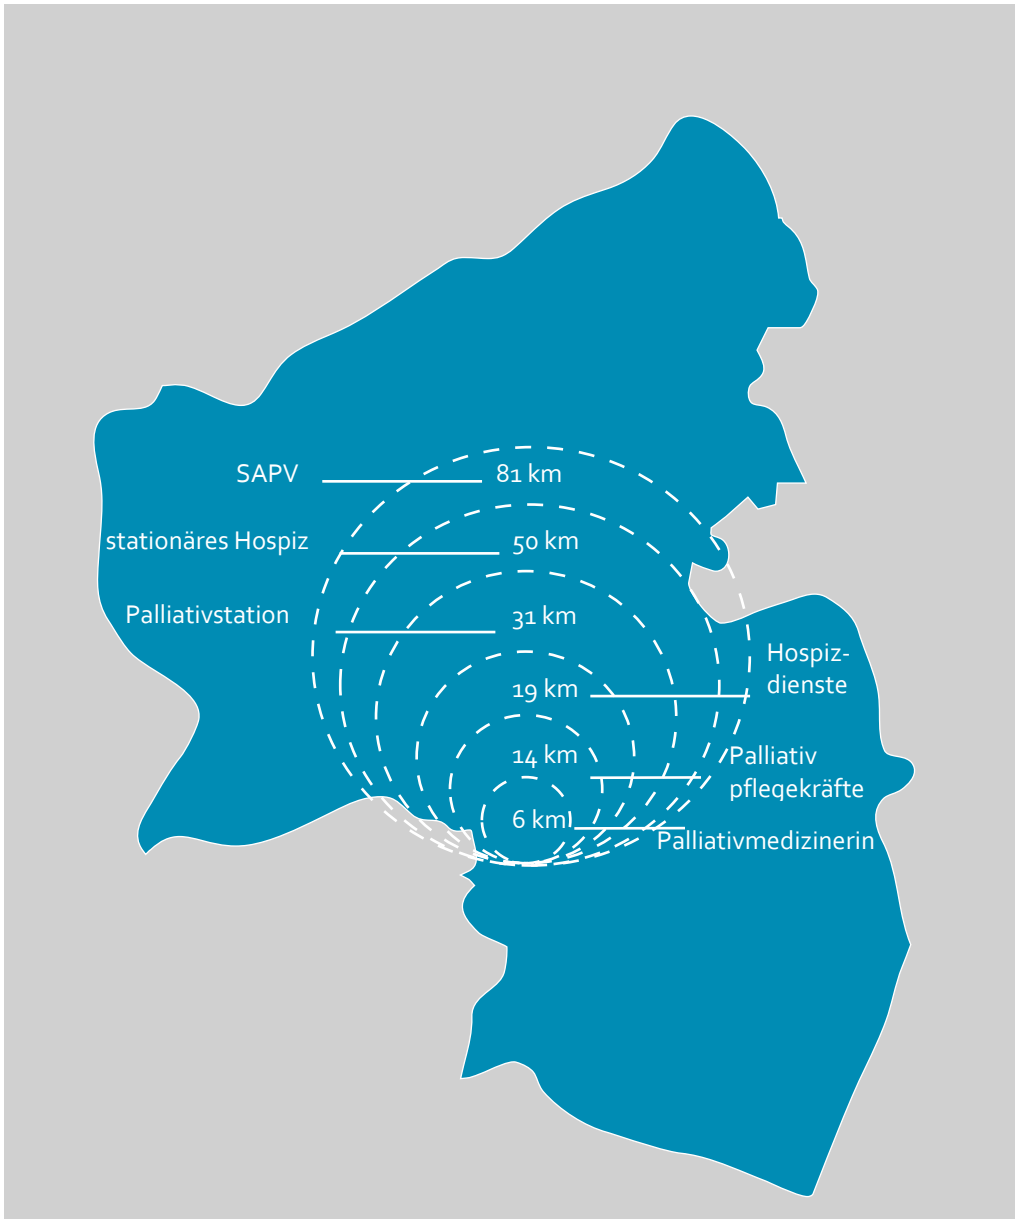 SAPV
81 km
stationäres Hospiz
50 km
Palliativstation
31 km
Hospiz-
dienste
19 km
Palliativ
pfleqekräfte
14 km
6 km
Palliativmedizinerin